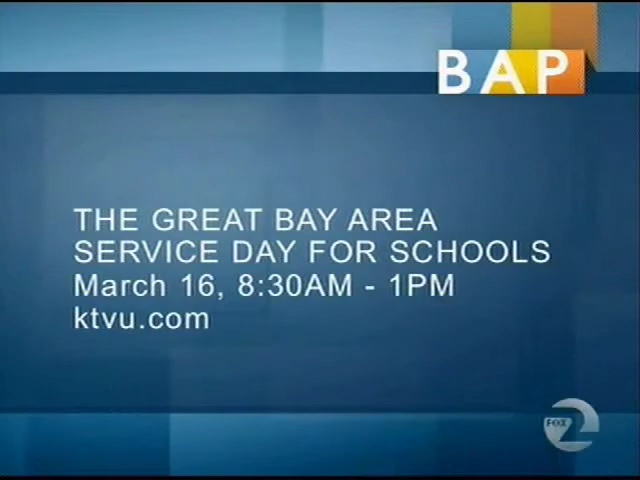 BAP
THE GREAT BAY AREA
SERVICE DAY FOR SCHOOLS
March 16, 8:30AM - 1PM
ktvu.com
FOX 2